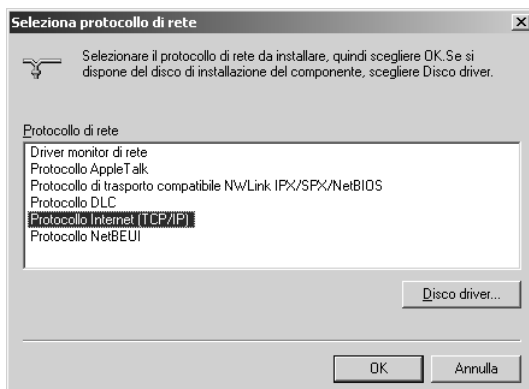 Seleziona protocollo di rete
Selezionare il protocollo di rete da installare, quindi scegliere OK.Se si
dispone del disco di installazione del componente, scegliere Disco driver.
Protocollo di rete
Driver monitor di rete
Protocollo AppleTalk
Protocollo di trasporto compatibile NWLink IPX/SPX/NetBIOS
Protocollo DLC
Protocollo Internet (TCP/IP)
Protocollo NetBEUI
Disco driver...
OK
Annulla